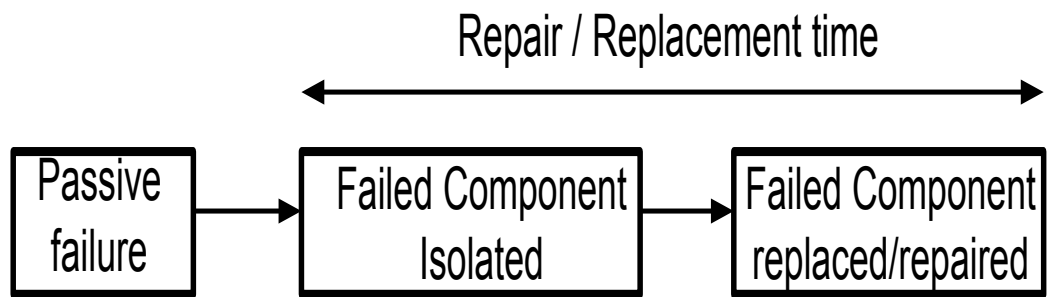 Repair / Replacement time
Passive
failure
Failed Component
Isolated
Failed Component
replaced/repaired